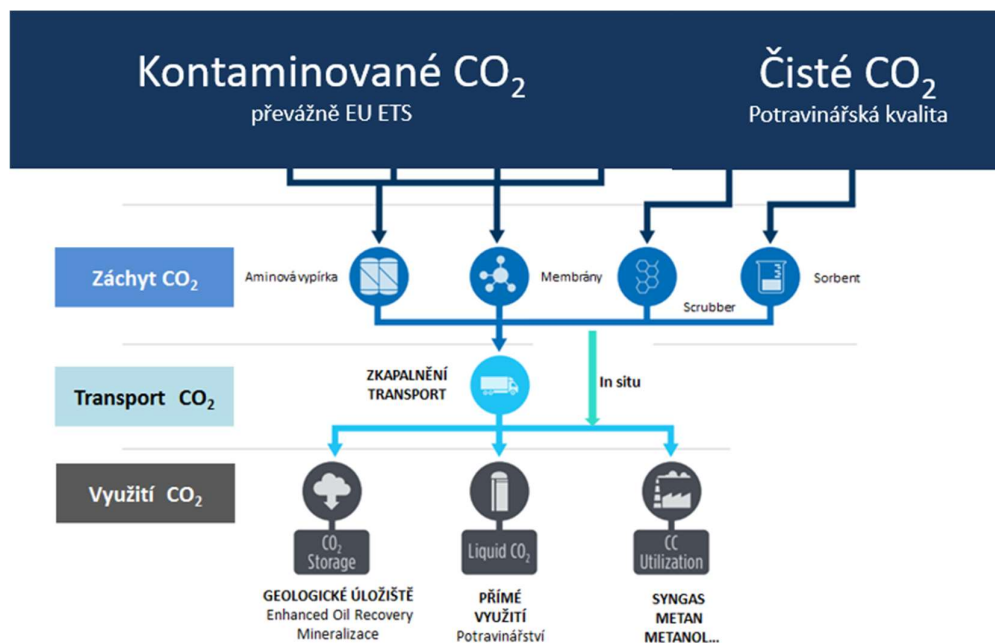 Kontaminované CO₂
převážně EU ETS
Čisté CO₂
Potravinářská kvalita
Záchyt CO₂
Aminová vypírka
Membrány
Scrubber
Sorbent
Transport CO₂
ZKAPALNĚNÍ
TRANSPORT
In situ
Využití CO₂
CO₂
Storage
Liquid CO₂
CC
Utilization
GEOLOGICKÉ ÚLOŽIŠTĚ
Enhanced Oil Recovery
Mineralizace
PŘÍMÉ
VYUŽITÍ
Potravinářství
SYNGAS
METAN
METANOL...